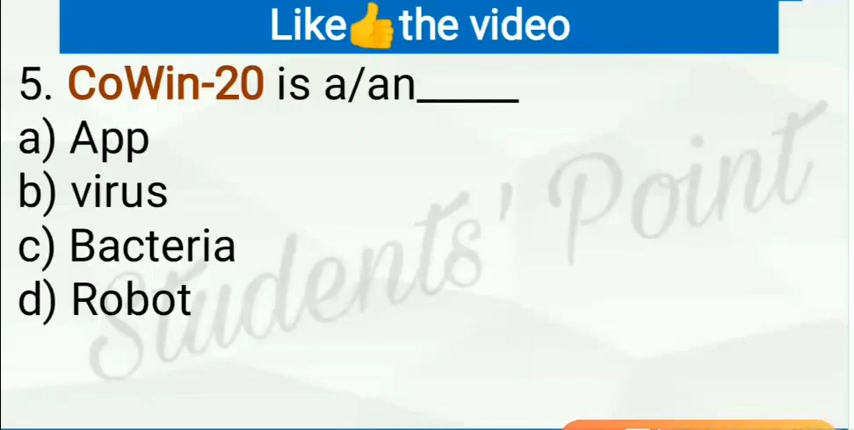 Like👍the video
5. CoWin-20 is a/an_____
a) App
b) virus
c) Bacteria
d) Robot
Students' Point